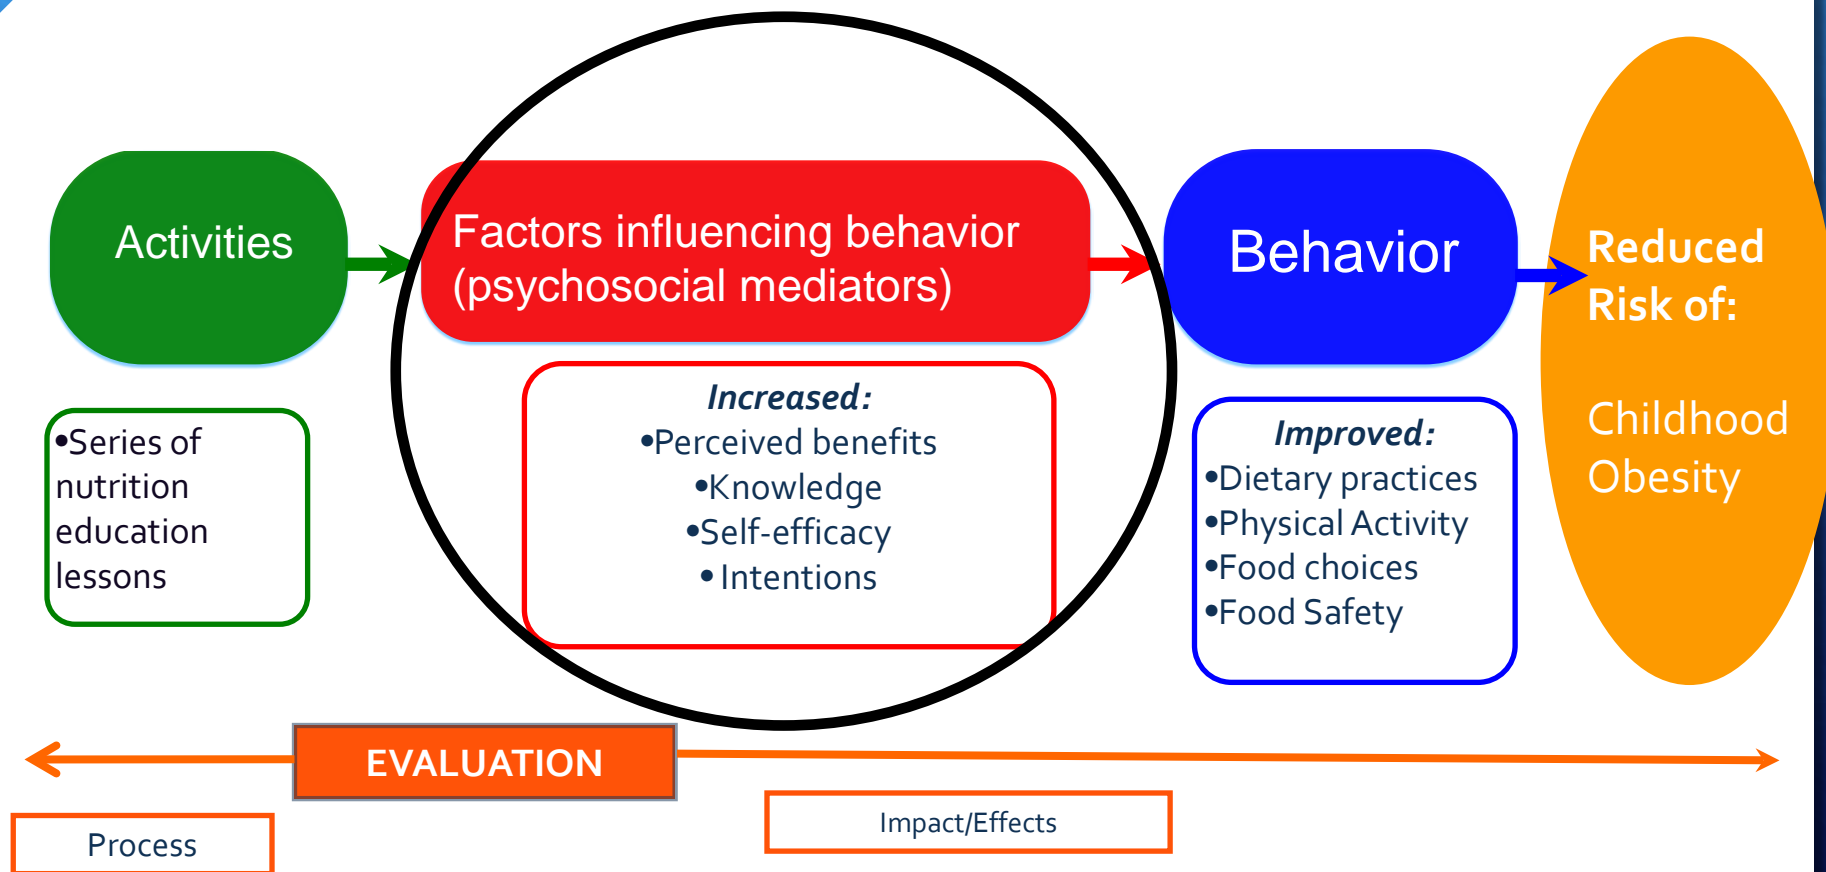 Activities
•Series of
nutrition
education
lessons
Factors influencing behavior
(psychosocial mediators)
Increased:
•Perceived benefits
•Knowledge
•Self-efficacy
• Intentions
Behavior
Improved:
•Dietary practices
•Physical Activity
•Food choices
•Food Safety
Reduced
Risk of:
Childhood
Obesity
EVALUATION
Process
Impact/Effects